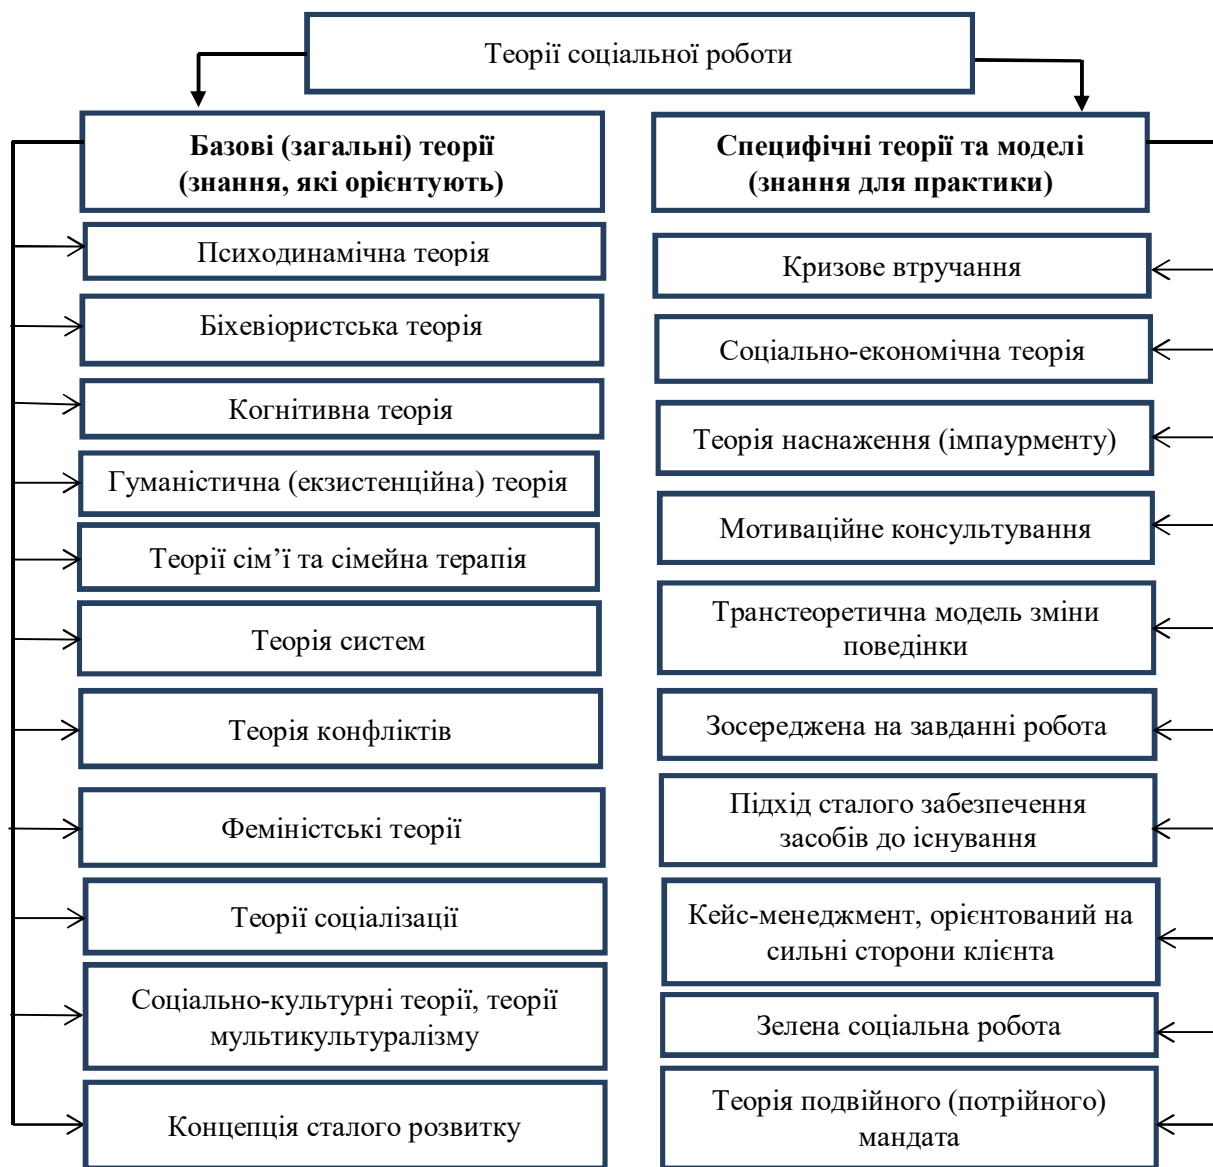 Теорії соціальної роботи
Базові (загальні) теорії
(знання, які орієнтують)
Психодинамічна теорія
Біхевіористська теорія
Когнітивна теорія
Гуманістична (екзистенційна) теорія
Теорії сім’ї та сімейна терапія
Теорія систем
Теорія конфліктів
Феміністські теорії
Теорії соціалізації
Соціально-культурні теорії, теорії
мультикультуралізму
Концепція сталого розвитку
Специфічні теорії та моделі
(знання для практики)
Кризове втручання
Соціально-економічна теорія
Теорія наснаження (імпаурменту)
Мотиваційне консультування
Транстеоретична модель зміни
поведінки
Зосереджена на завданні робота
Підхід сталого забезпечення
засобів до існування
Кейс-менеджмент, орієнтований на
сильні сторони клієнта
Зелена соціальна робота
Теорія подвійного (потрійного)
мандата